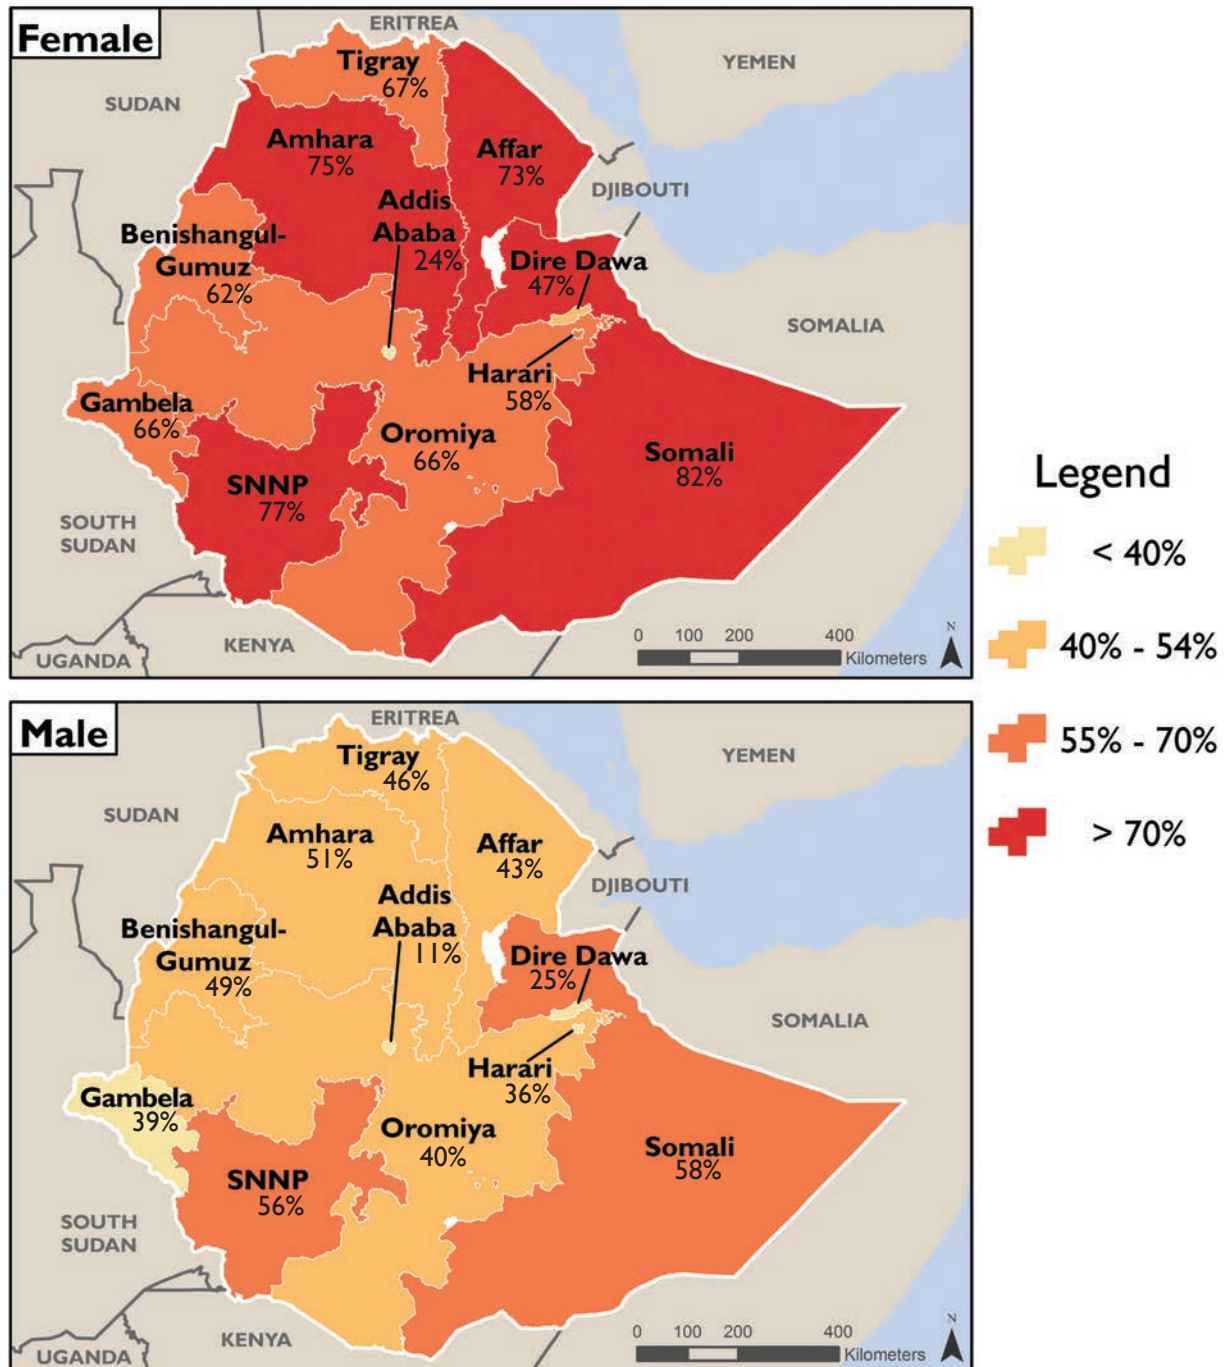 Female
ERITREA
YEMEN
Tigray
67%
SUDAN
Amhara
75%
Affar
73%
DJIBOUTI
Addis
Ababa
24%
Benishangul-
Gumuz
62%
Dire Dawa
47%
SOMALIA
Harari
58%
Gambela
66%
Oromiya
66%
Somali
82%
SNNP
77%
SOUTH
SUDAN
KENYA
UGANDA
0 100 200 400
Kilometers
N
Legend
< 40%
40% - 54%
55% - 70%
> 70%
Male
ERITREA
YEMEN
Tigray
46%
SUDAN
Amhara
51%
Affar
43%
DJIBOUTI
Addis
Ababa
11%
Benishangul-
Gumuz
49%
Dire Dawa
25%
SOMALIA
Harari
36%
Gambela
39%
Oromiya
40%
Somali
58%
SNNP
56%
SOUTH
SUDAN
KENYA
UGANDA
0 100 200 400
Kilometers
N